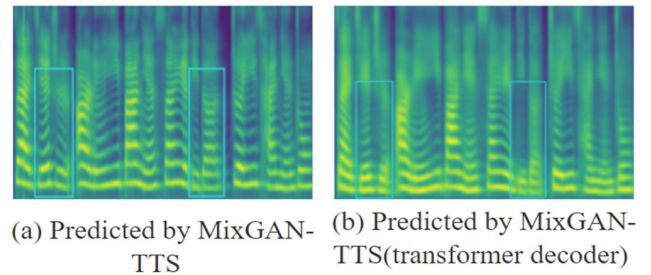 (a) Predicted by MixGAN-
TTS
(b) Predicted by MixGAN-
TTS(transformer decoder)